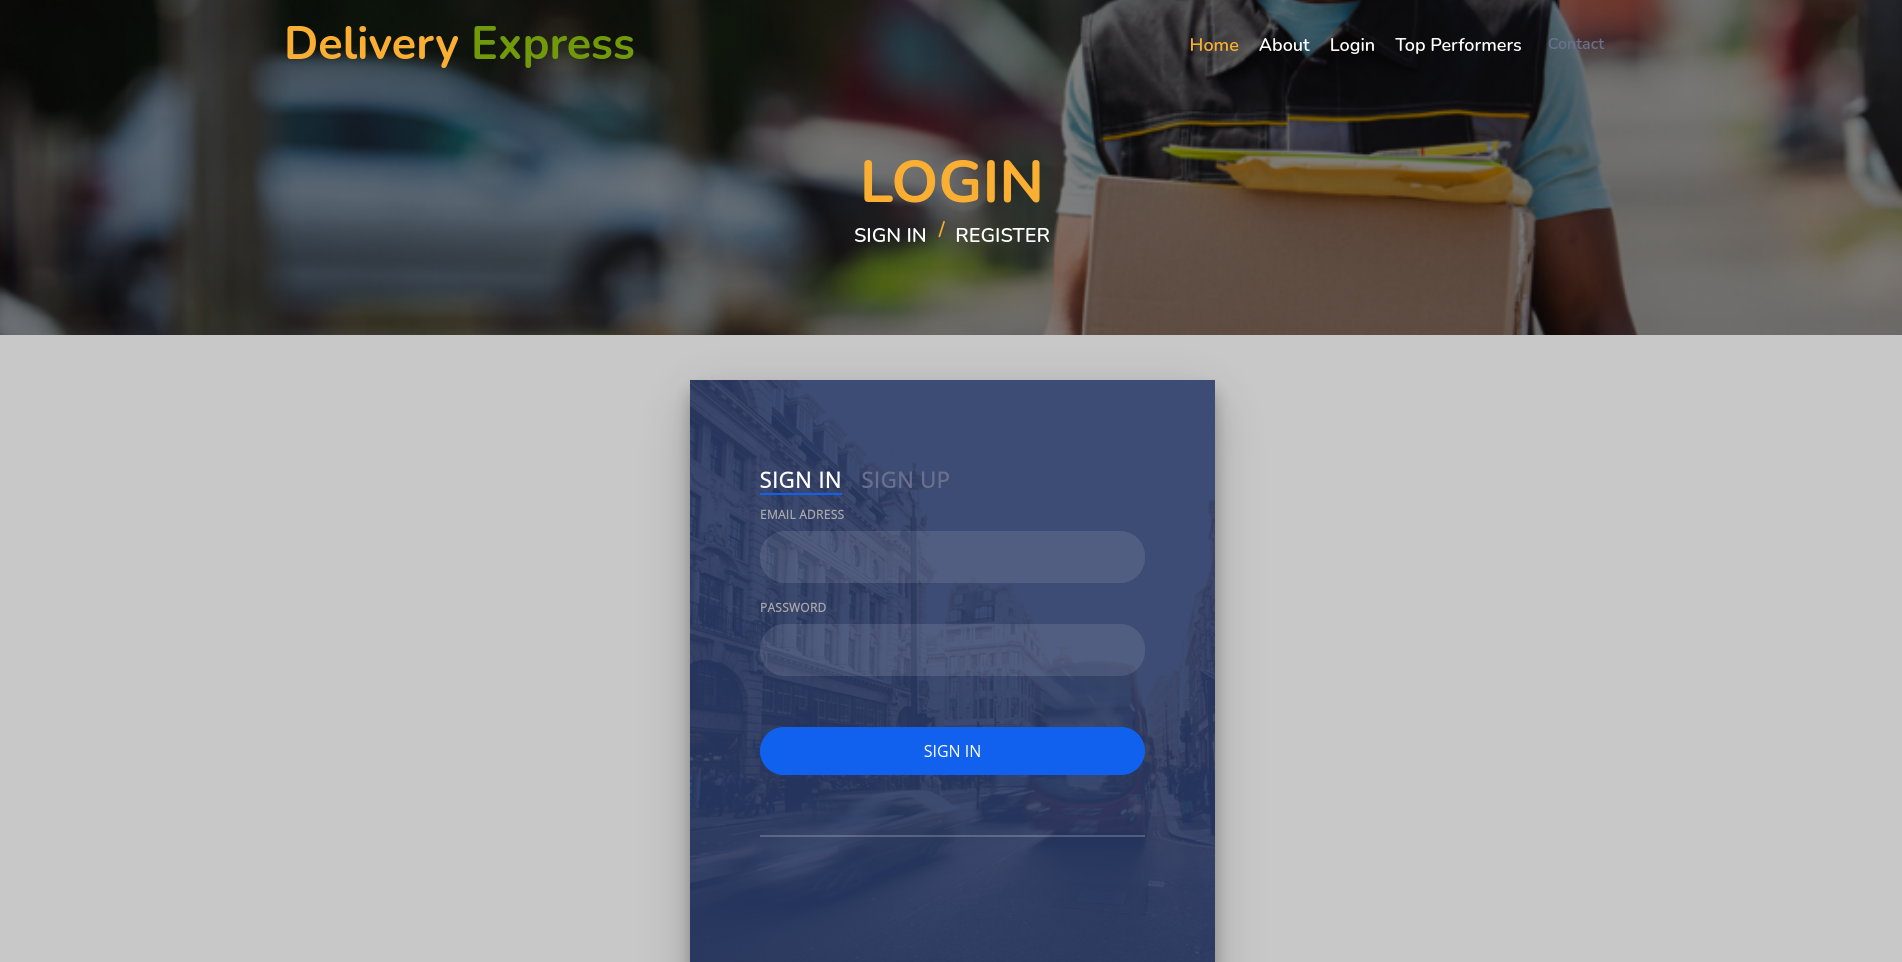 Delivery Express
Home About Login Top Performers Contact
LOGIN
SIGN IN / REGISTER
SIGN IN SIGN UP
EMAIL ADRESS
PASSWORD
SIGN IN